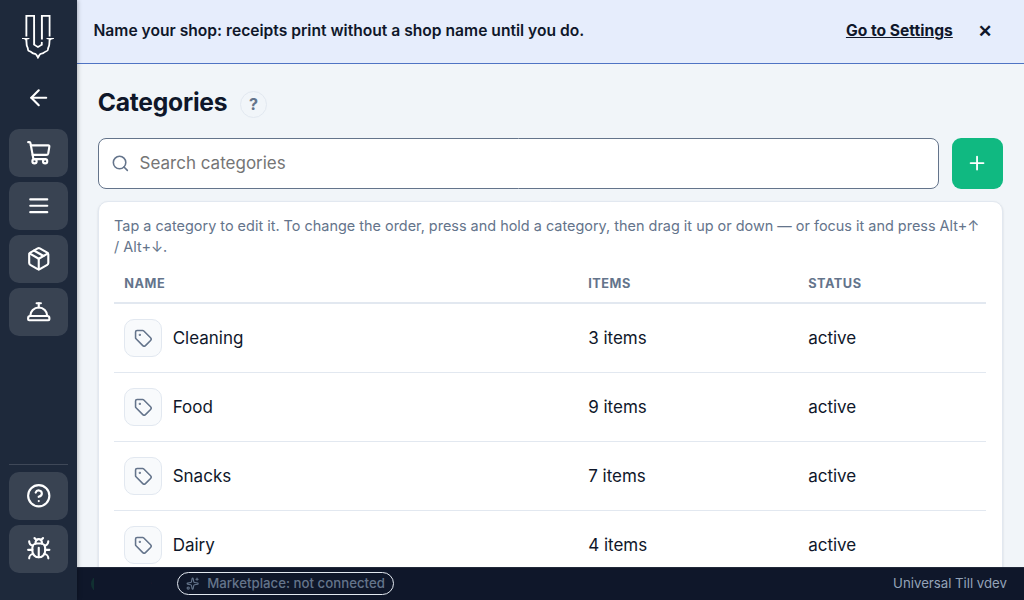 Name your shop: receipts print without a shop name until you do.
Go to Settings ✕
Categories ?
Search categories
Tap a category to edit it. To change the order, press and hold a category, then drag it up or down — or focus it and press Alt+↑
/ Alt+↓.
NAME ITEMS STATUS
Cleaning 3 items active
Food 9 items active
Snacks 7 items active
Dairy 4 items active
Marketplace: not connected
Universal Till vdev